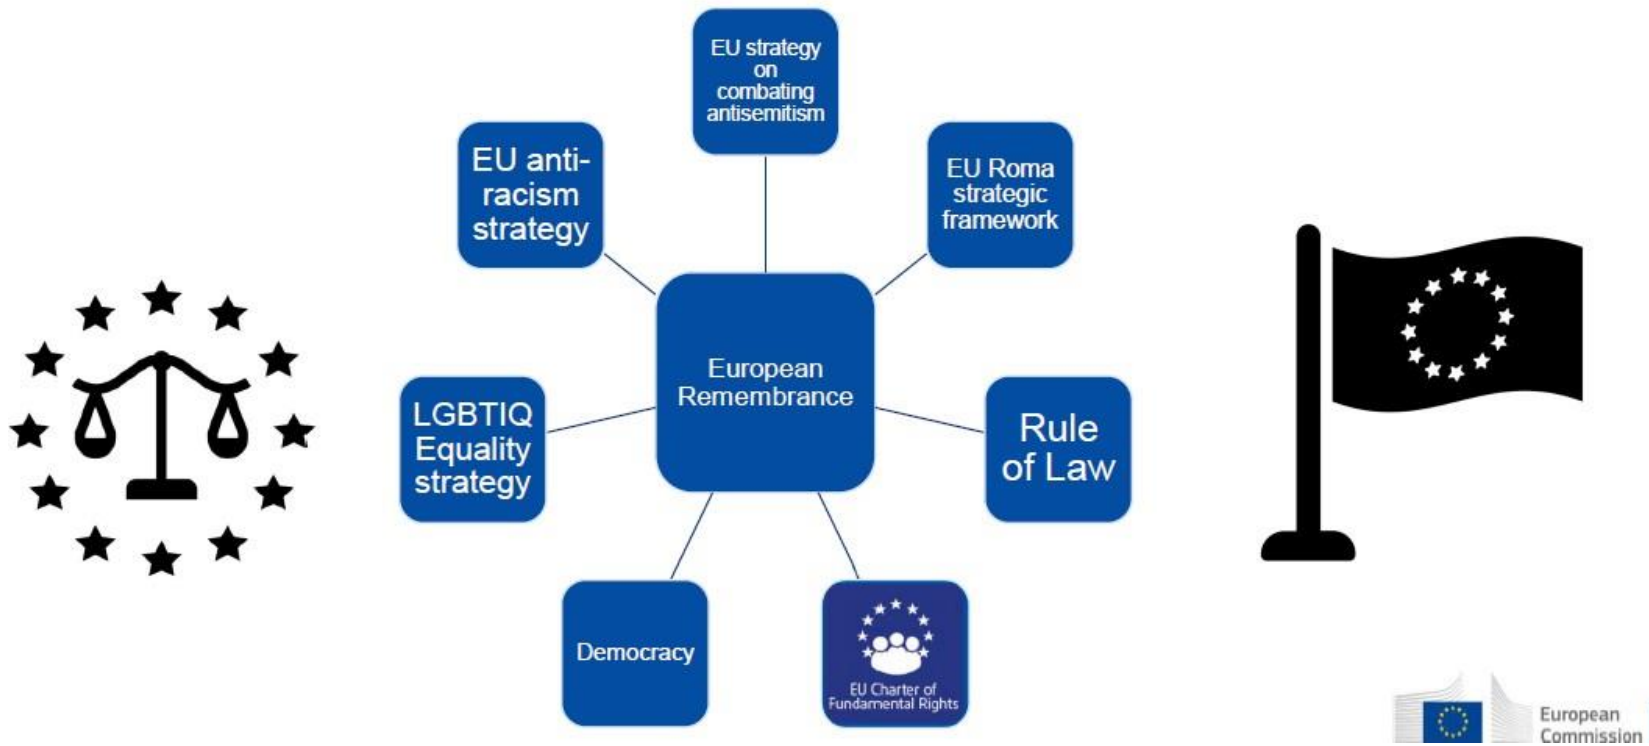 EU strategy
on
combating
antisemitism
EU anti-
racism
strategy
EU Roma
strategic
framework
European
Remembrance
LGBTIQ
Equality
strategy
Rule
of Law
Democracy
EU Charter of
Fundamental Rights
European
Commission